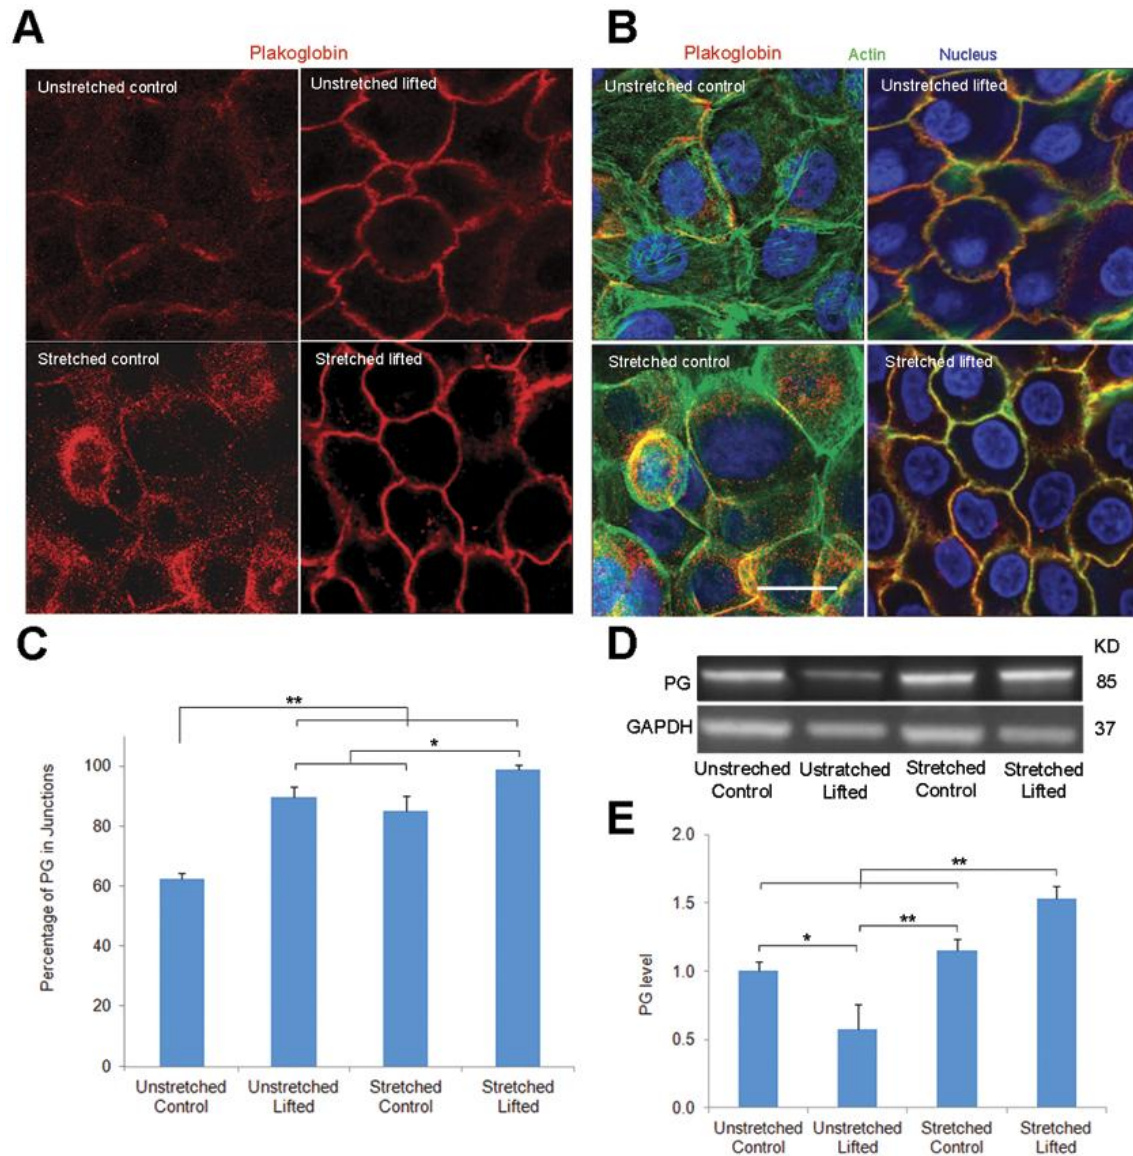 A
Plakoglobin
Unstretched control
Unstretched lifted
Stretched control
Stretched lifted
B
Plakoglobin Actin Nucleus
Unstretched control
Unstretched lifted
Stretched control
Stretched lifted
C
**
*
Percentage of PG in Junctions
100
80
60
40
20
0
Unstretched
Control
Unstretched
Lifted
Stretched
Control
Stretched
Lifted
D
KD
PG
85
GAPDH
37
Unstreched
Control
Ustratched
Lifted
Stretched
Control
Stretched
Lifted
E
**
**
*
PG level
2.0
1.5
1.0
0.5
0.0
Unstretched
Control
Unstretched
Lifted
Stretched
Control
Stretched
Lifted